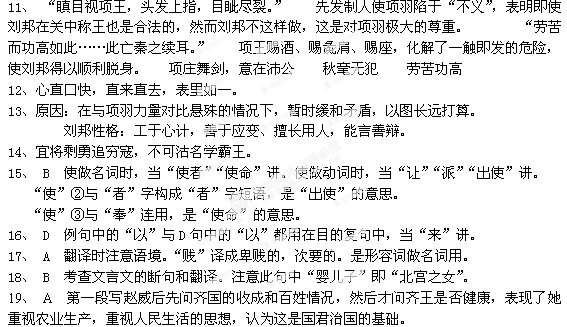 11、 “瞋目视项王，头发上指，目眦尽裂。”  先发制人使项羽陷于“不义”，表明即使
刘邦在关中称王也是合法的，然而刘邦不这样做，这是对项羽极大的尊重。  “劳苦
而功高如此……此亡秦之续耳。”  项王赐酒、赐彘肩、赐座，化解了一触即发的危险，
使刘邦得以顺利脱身。  项庄舞剑，意在沛公  秋毫无犯  劳苦功高
12、心直口快，直来直去，表里如一。
13、原因：在与项羽力量对比悬殊的情况下，暂时缓和矛盾，以图长远打算。
刘邦性格：工于心计，善于应变、擅长用人，能言善辩。
14、宜将剩勇追穷寇，不可沽名学霸王。
15、 B 使做名词时，当“使者”“使命”讲。使做动词时，当“让”“派”“出使”讲。
“使”②与“者”字构成“者”字短语，是“出使”的意思。
“使”③与“奉”连用，是“使命”的意思。
16、 D 例句中的“以”与D句中的“以”都用在目的复句中，当“来”讲。
17、 A 翻译时注意语境。“贱”译成卑贱的，次要的。是形容词做名词用。
18、 B 考查文言文的断句和翻译。注意此句中“婴儿子”即“北宫之女”。
19、 A 第一段写赵威后先问齐国的收成和百姓情况，然后才问齐王是否健康，表现了她
重视农业生产，重视人民生活的思想，认为这是国君治国的基础。